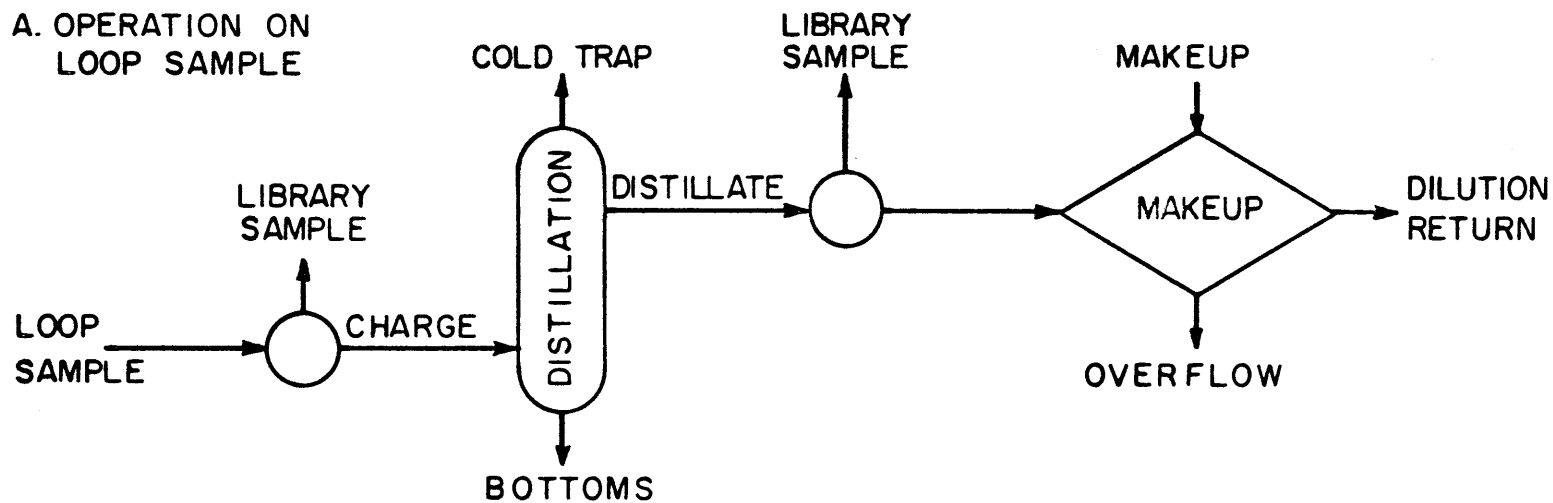 A. OPERATION ON
LOOP SAMPLE
COLD TRAP
LIBRARY
SAMPLE
MAKEUP
LIBRARY
SAMPLE
DISTILLATION
DISTILLATE
MAKEUP
DILUTION
RETURN
LOOP
SAMPLE
CHARGE
OVERFLOW
BOTTOMS